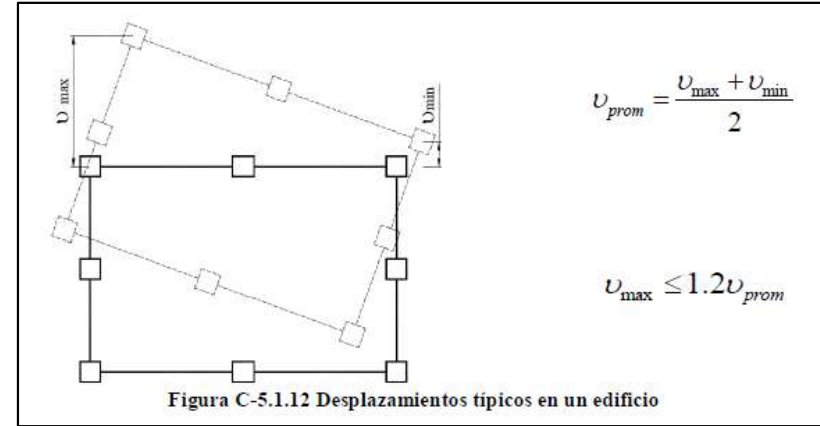 υ max
υmin
υprom = υmax + υmin / 2
υmax ≤ 1.2υprom
Figura C-5.1.12 Desplazamientos típicos en un edificio